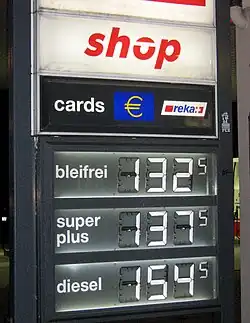 shop
cards € reka:
bleifrei 132 5
super
plus 137 5
diesel 154 5